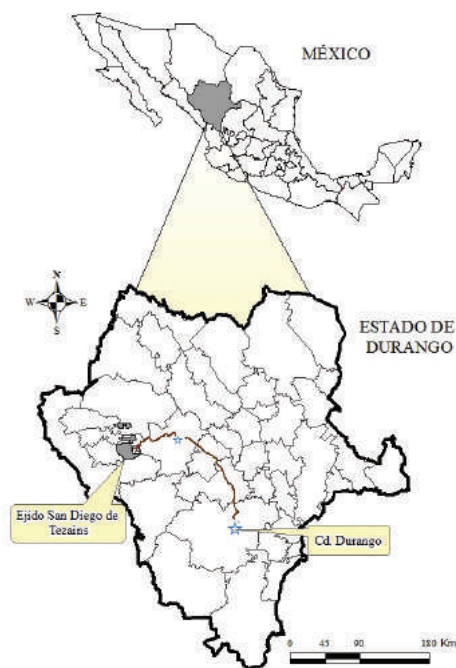 MÉXICO
N
W E
S
ESTADO DE
DURANGO
Ejido San Diego de
Tezains
Cd. Durango
0 45 90 180 Km